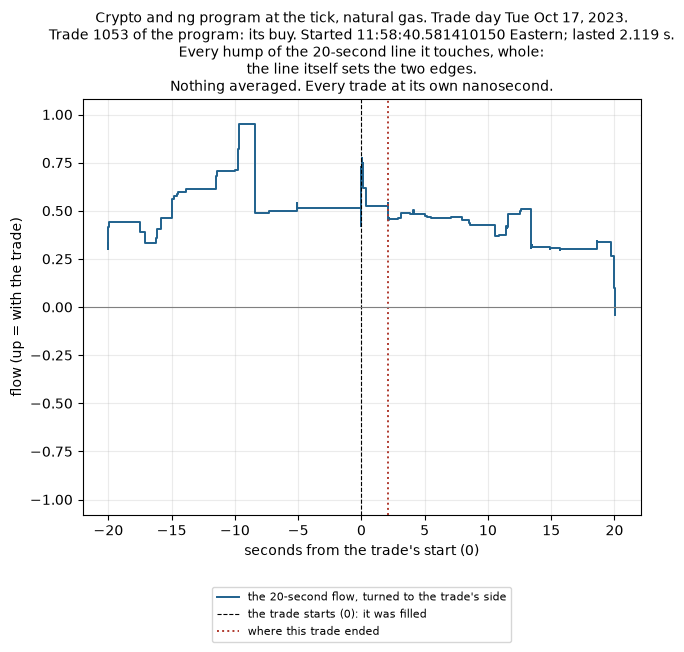 Crypto and ng program at the tick, natural gas. Trade day Tue Oct 17, 2023.
Trade 1053 of the program: its buy. Started 11:58:40.581410150 Eastern; lasted 2.119 s.
Every hump of the 20-second line it touches, whole:
the line itself sets the two edges.
Nothing averaged. Every trade at its own nanosecond.
1.00
0.75
0.50
0.25
0.00
−0.25
−0.50
−0.75
−1.00
flow (up = with the trade)
−20
−15
−10
−5
0
5
10
15
20
seconds from the trade's start (0)
the 20-second flow, turned to the trade's side
the trade starts (0): it was filled
where this trade ended